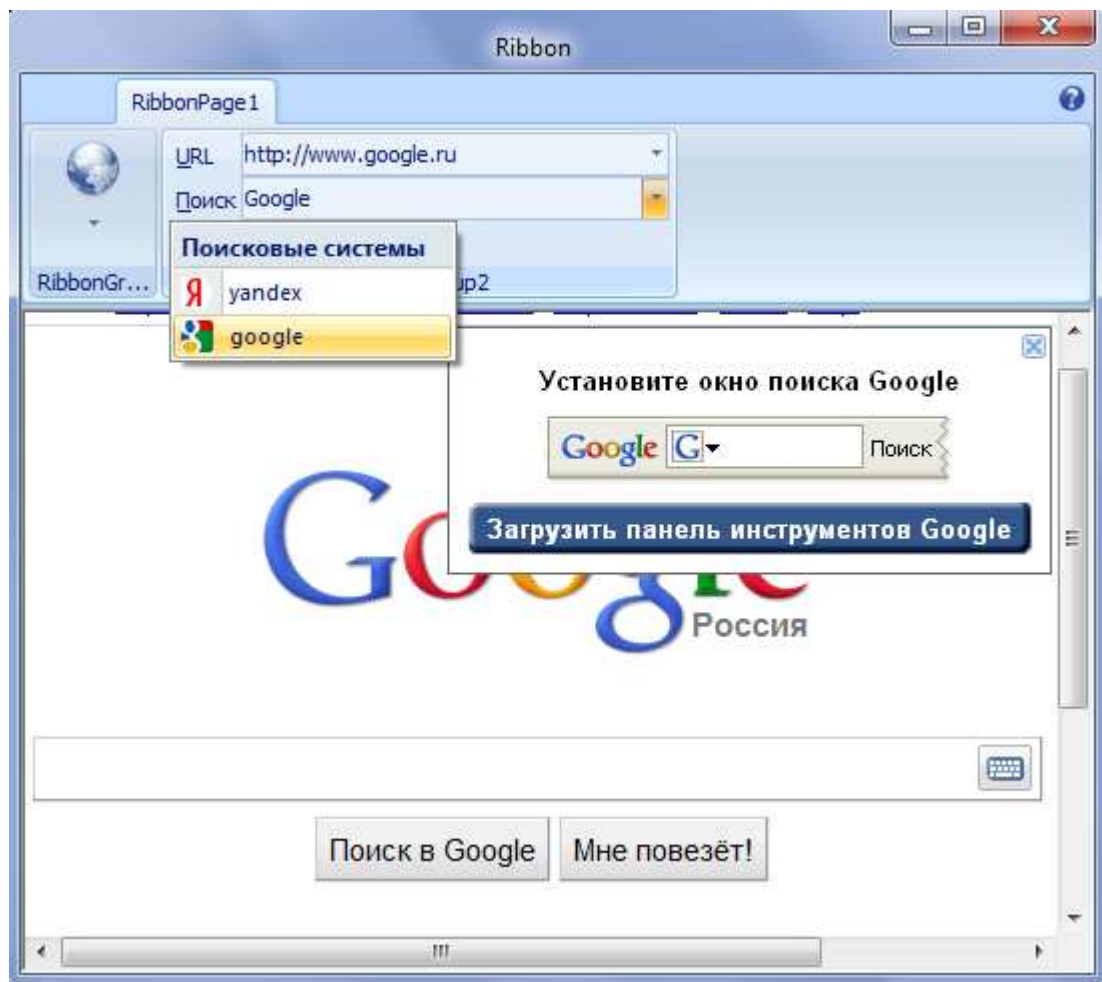 Ribbon
RibbonPage1
URL http://www.google.ru
Поиск Google
Поисковые системы
RibbonGr... up2
Я yandex
google
Установите окно поиска Google
Google G Поиск
Загрузить панель инструментов Google
Google
Россия
Поиск в Google Мне повезёт!